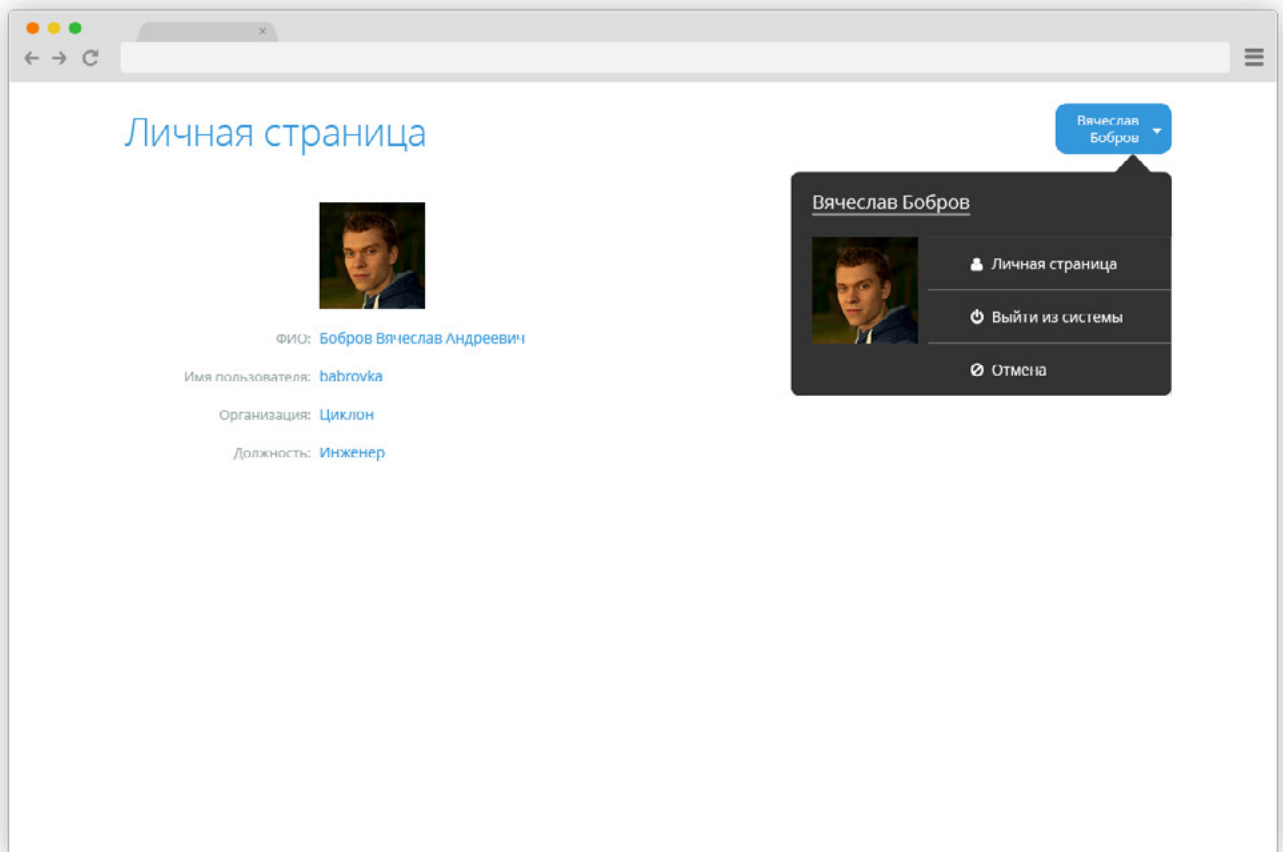 Личная страница
Вячеслав
Бобров
Вячеслав Бобров
Личная страница
Выйти из системы
Отмена
ФИО: Бобров Вячеслав Андреевич
Имя пользователя: babrovka
Организация: Циклон
Должность: Инженер